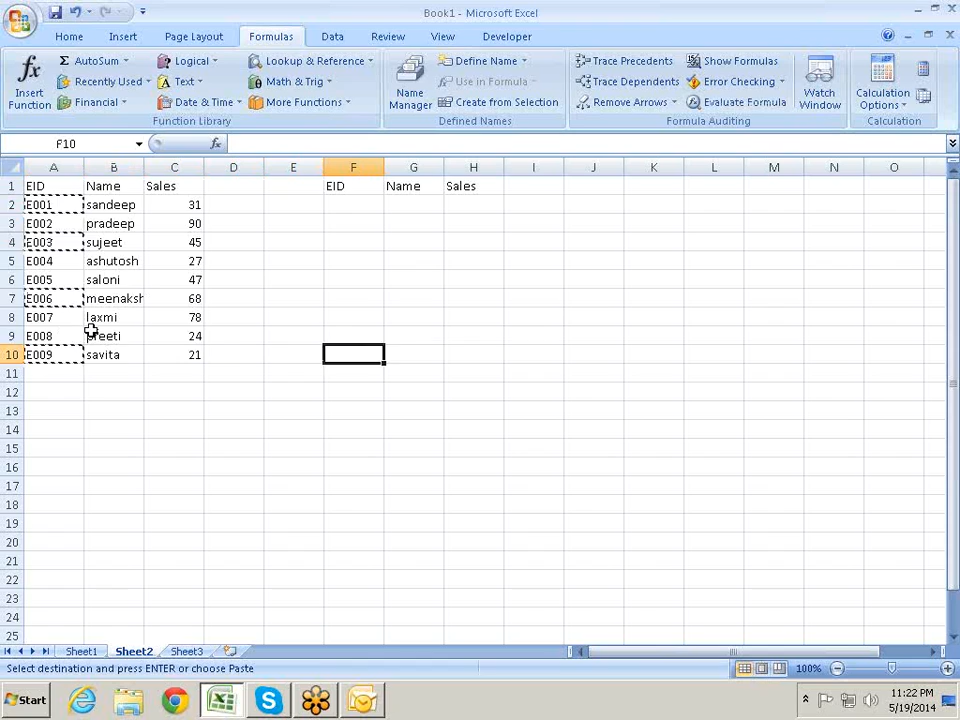 Book1 - Microsoft Excel
Home Insert Page Layout Formulas Data Review View Developer
fx Σ AutoSum Logical Lookup & Reference Name Manager Define Name Trace Precedents Show Formulas Watch Window Calculation Options
Insert Function Recently Used Text Math & Trig Use in Formula Trace Dependents Error Checking
Financial Date & Time More Functions Create from Selection Remove Arrows Evaluate Formula
Function Library Defined Names Formula Auditing Calculation
F10 fx
A B C D E F G H I J K L M N O
1 EID Name Sales EID Name Sales
2 E001 sandeep 31
3 E002 pradeep 90
4 E003 sujeet 45
5 E004 ashutosh 27
6 E005 saloni 47
7 E006 meenaksh 68
8 E007 laxmi 78
9 E008 preeti 24
10 E009 savita 21
11
12
13
14
15
16
17
18
19
20
21
22
23
24
25
Sheet1 Sheet2 Sheet3
Select destination and press ENTER or choose Paste 100%
Start 11:22 PM
5/19/2014